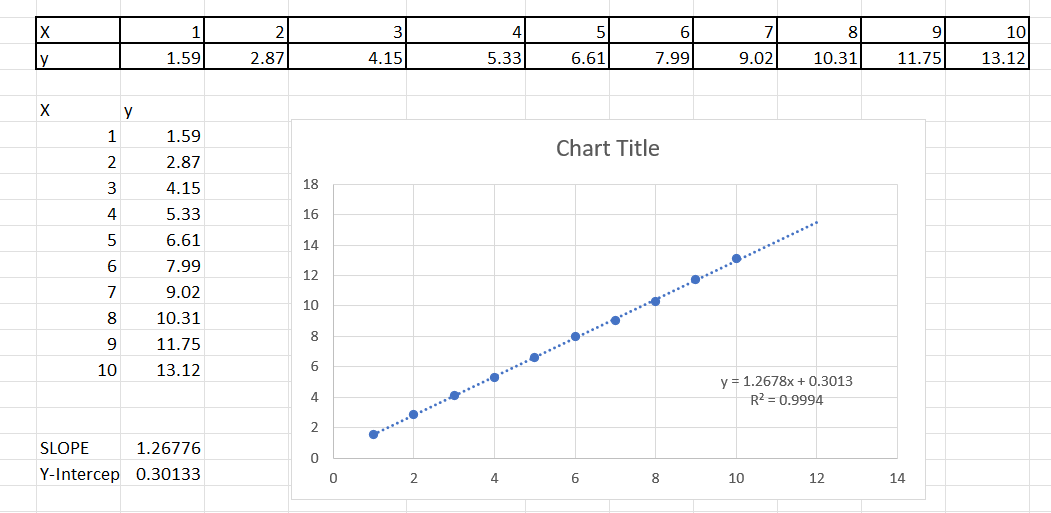 X 1 2 3 4 5 6 7 8 9 10
y 1.59 2.87 4.15 5.33 6.61 7.99 9.02 10.31 11.75 13.12
X y
1 1.59
2 2.87
3 4.15
4 5.33
5 6.61
6 7.99
7 9.02
8 10.31
9 11.75
10 13.12
SLOPE 1.26776
Y-Intercep 0.30133
Chart Title
18
16
14
12
10
8
6
4
2
0
y = 1.2678x + 0.3013
R² = 0.9994
0 2 4 6 8 10 12 14